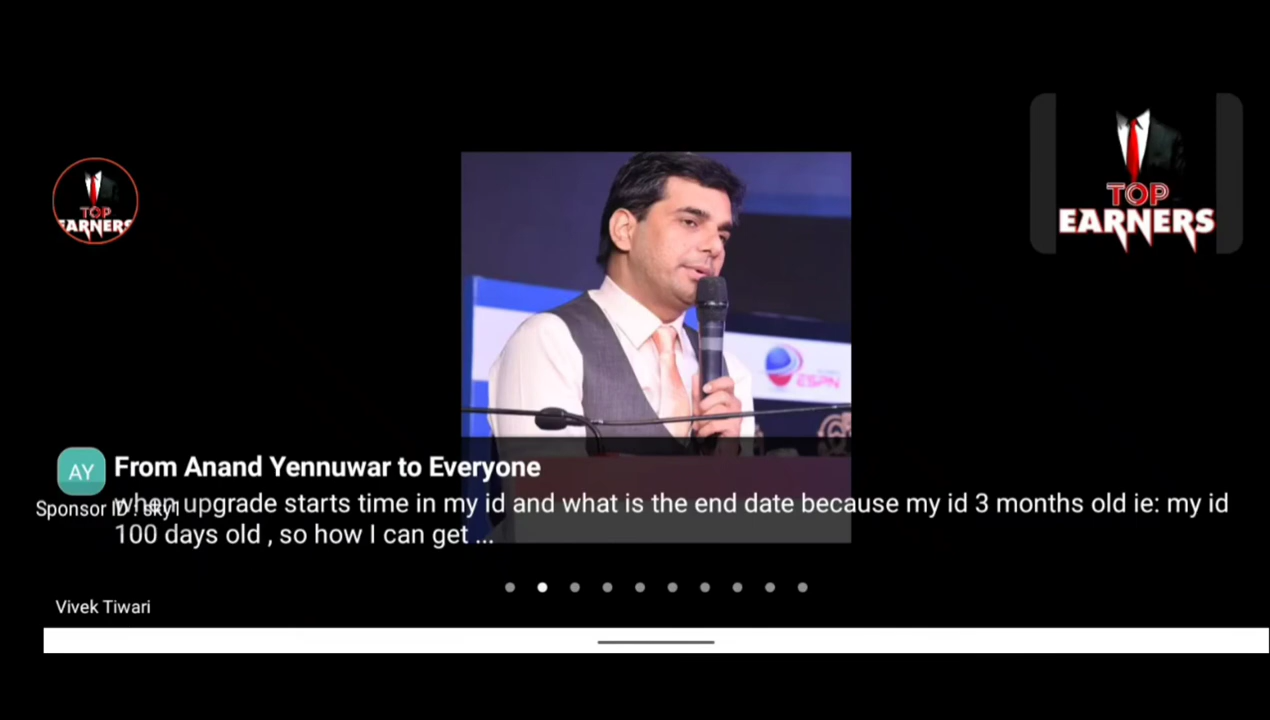 TOP
EARNERS
TOP
EARNERS
ESPN
From Anand Yennuwar to Everyone
when upgrade starts time in my id and what is the end date because my id 3 months old ie: my id
100 days old , so how I can get ...
AY
Sponsor ID : sky1
Vivek Tiwari